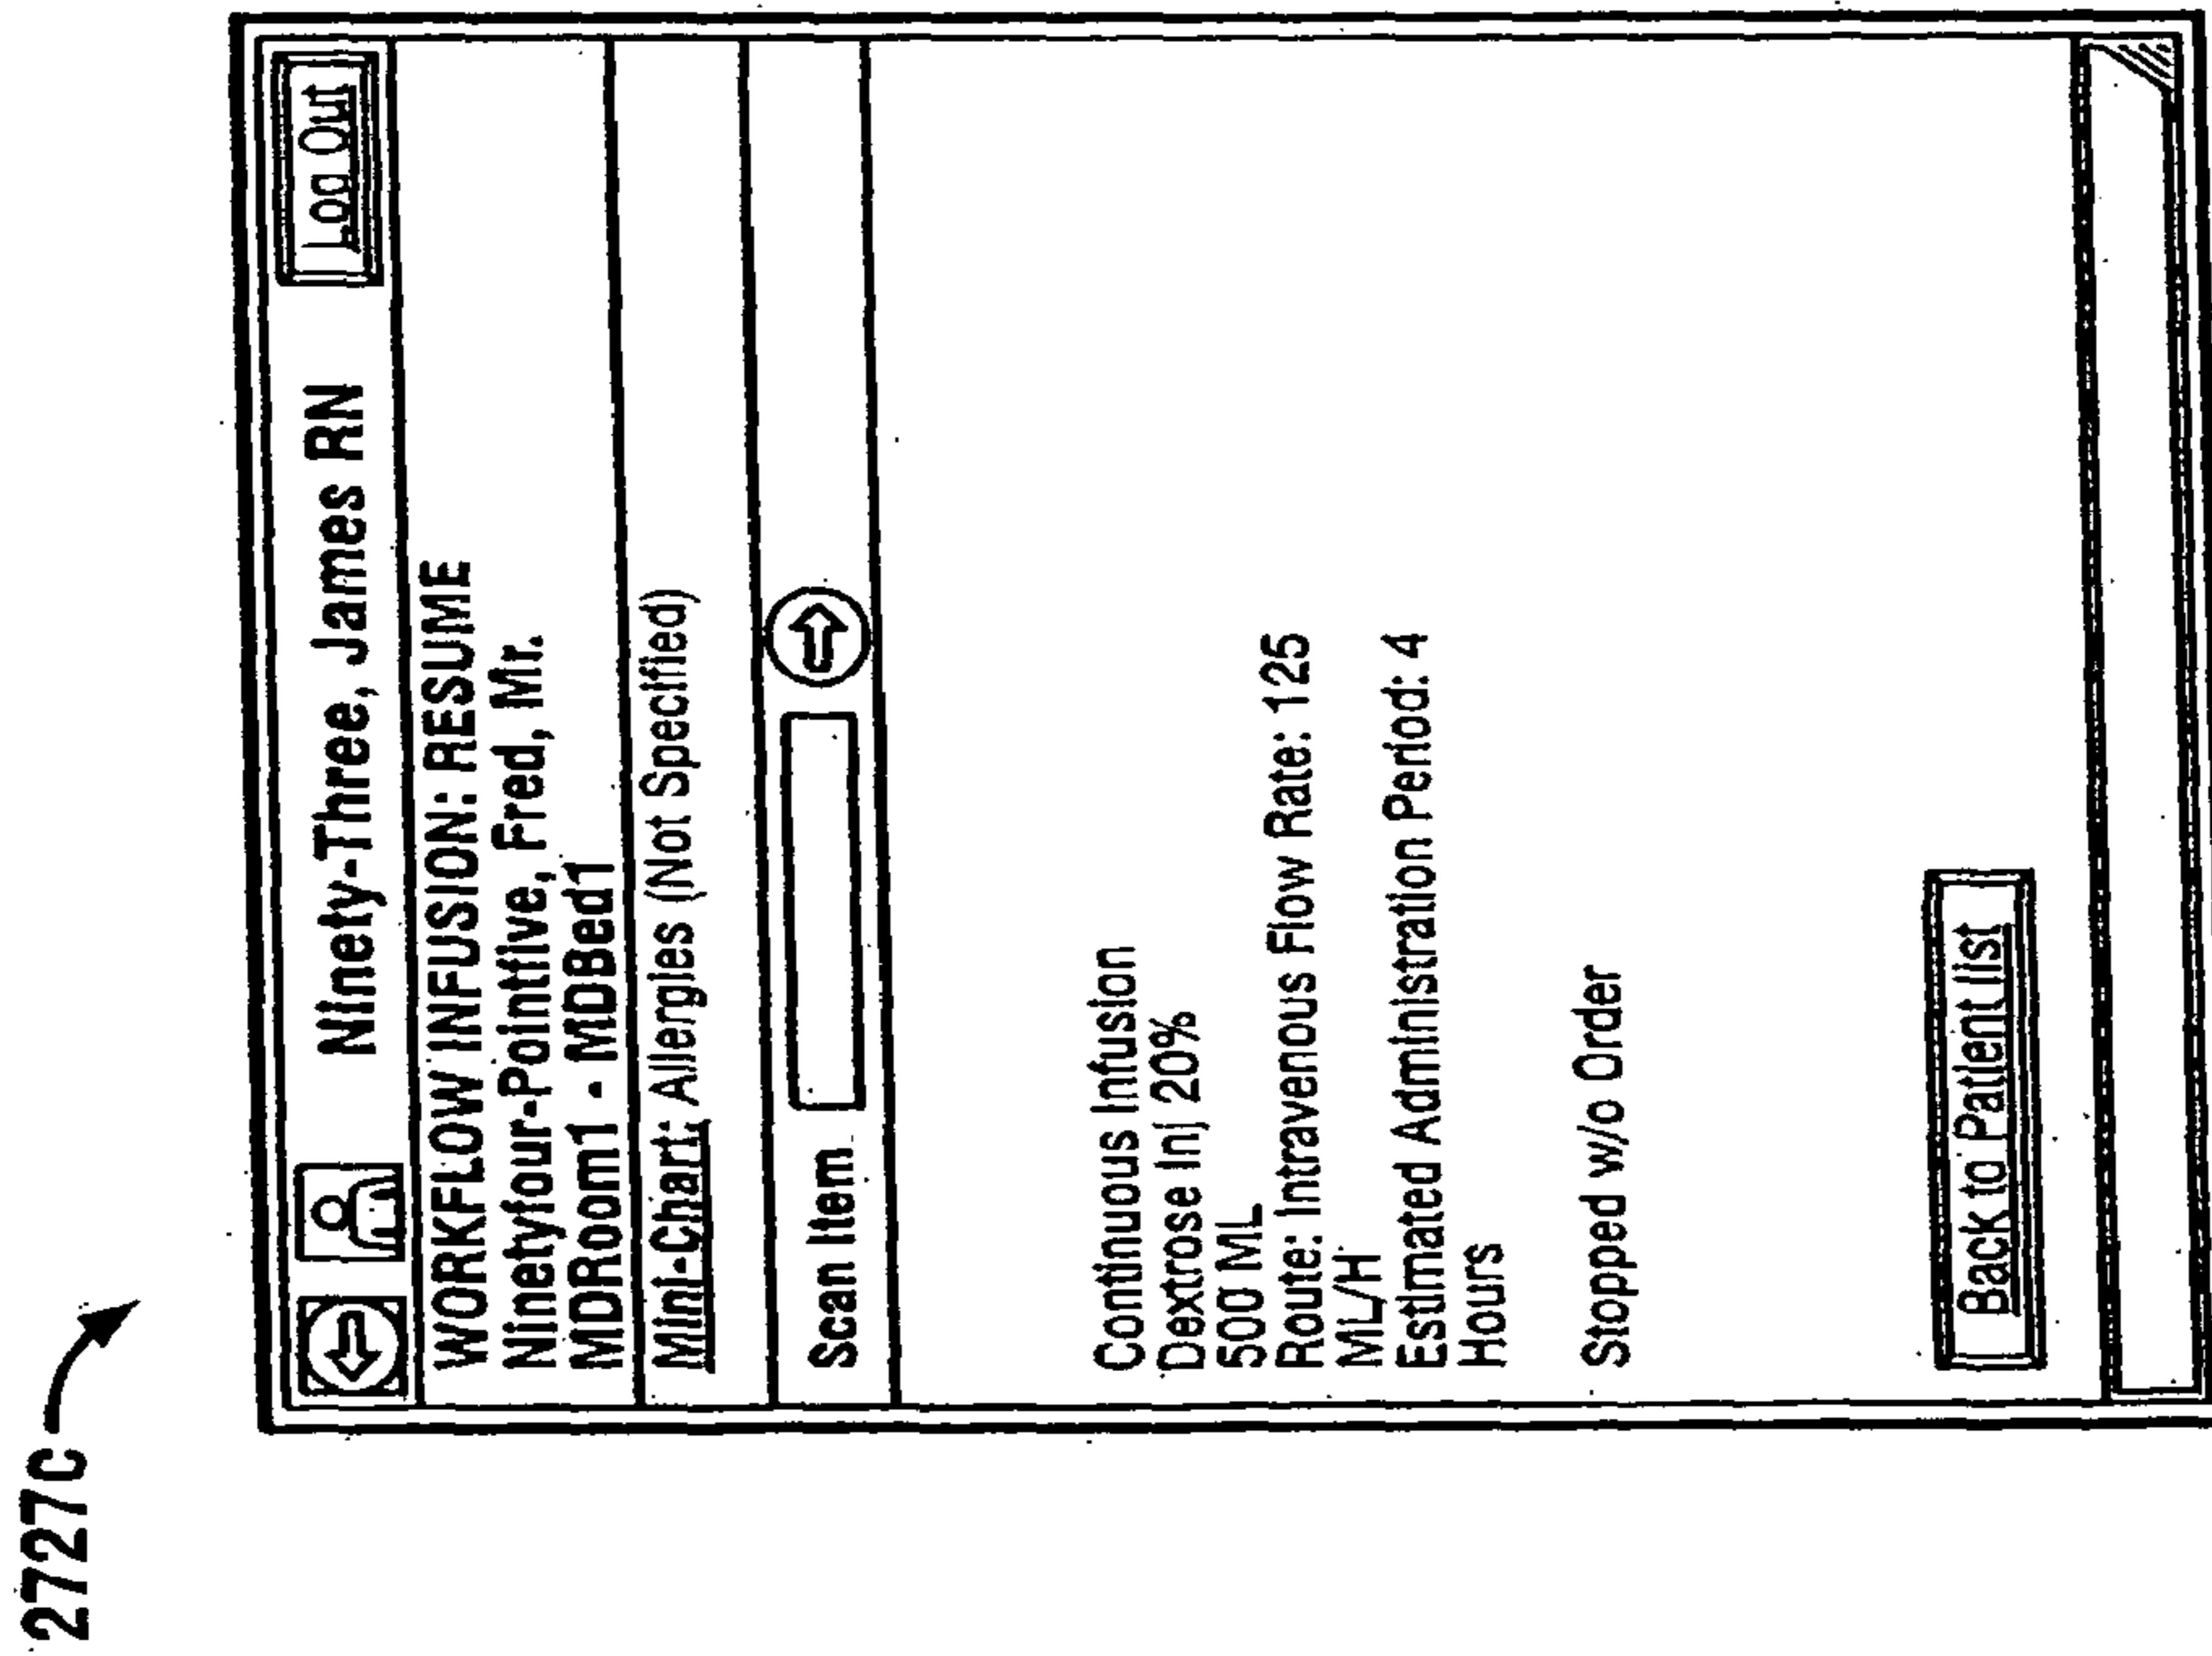 2727C
Ninety-Three, James RN
Log Out
WORKFLOW INFUSION: RESUME
Ninetyfour-Pointive, Fred, Mr.
MDRoom1 - MDBed1
Mini-Chart: Allergies (Not Specified)
Scan Item
Continuous Infusion
Dextrose Inj 20%
500 ML
Route: Intravenous Flow Rate: 125
ML/H
Estimated Administration Period: 4
Hours
Stopped w/o Order
Back to Patient list